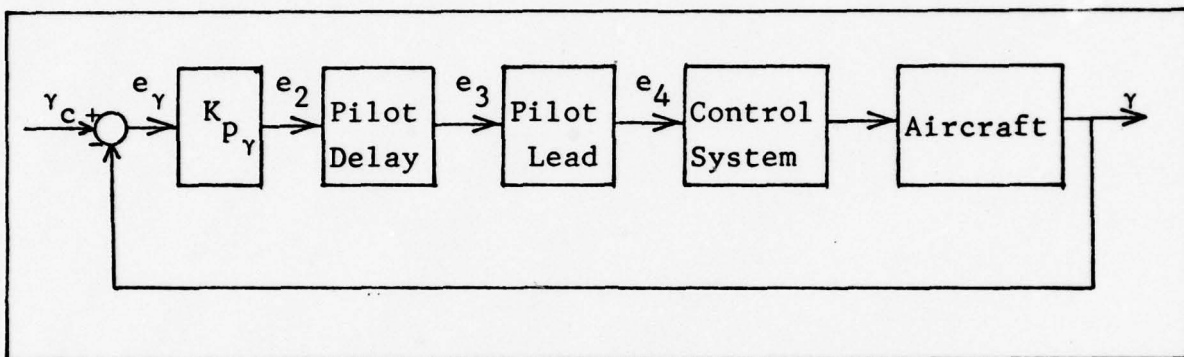 γc
+
-
eγ
Kpγ
e2
Pilot
Delay
e3
Pilot
Lead
e4
Control
System
Aircraft
γ